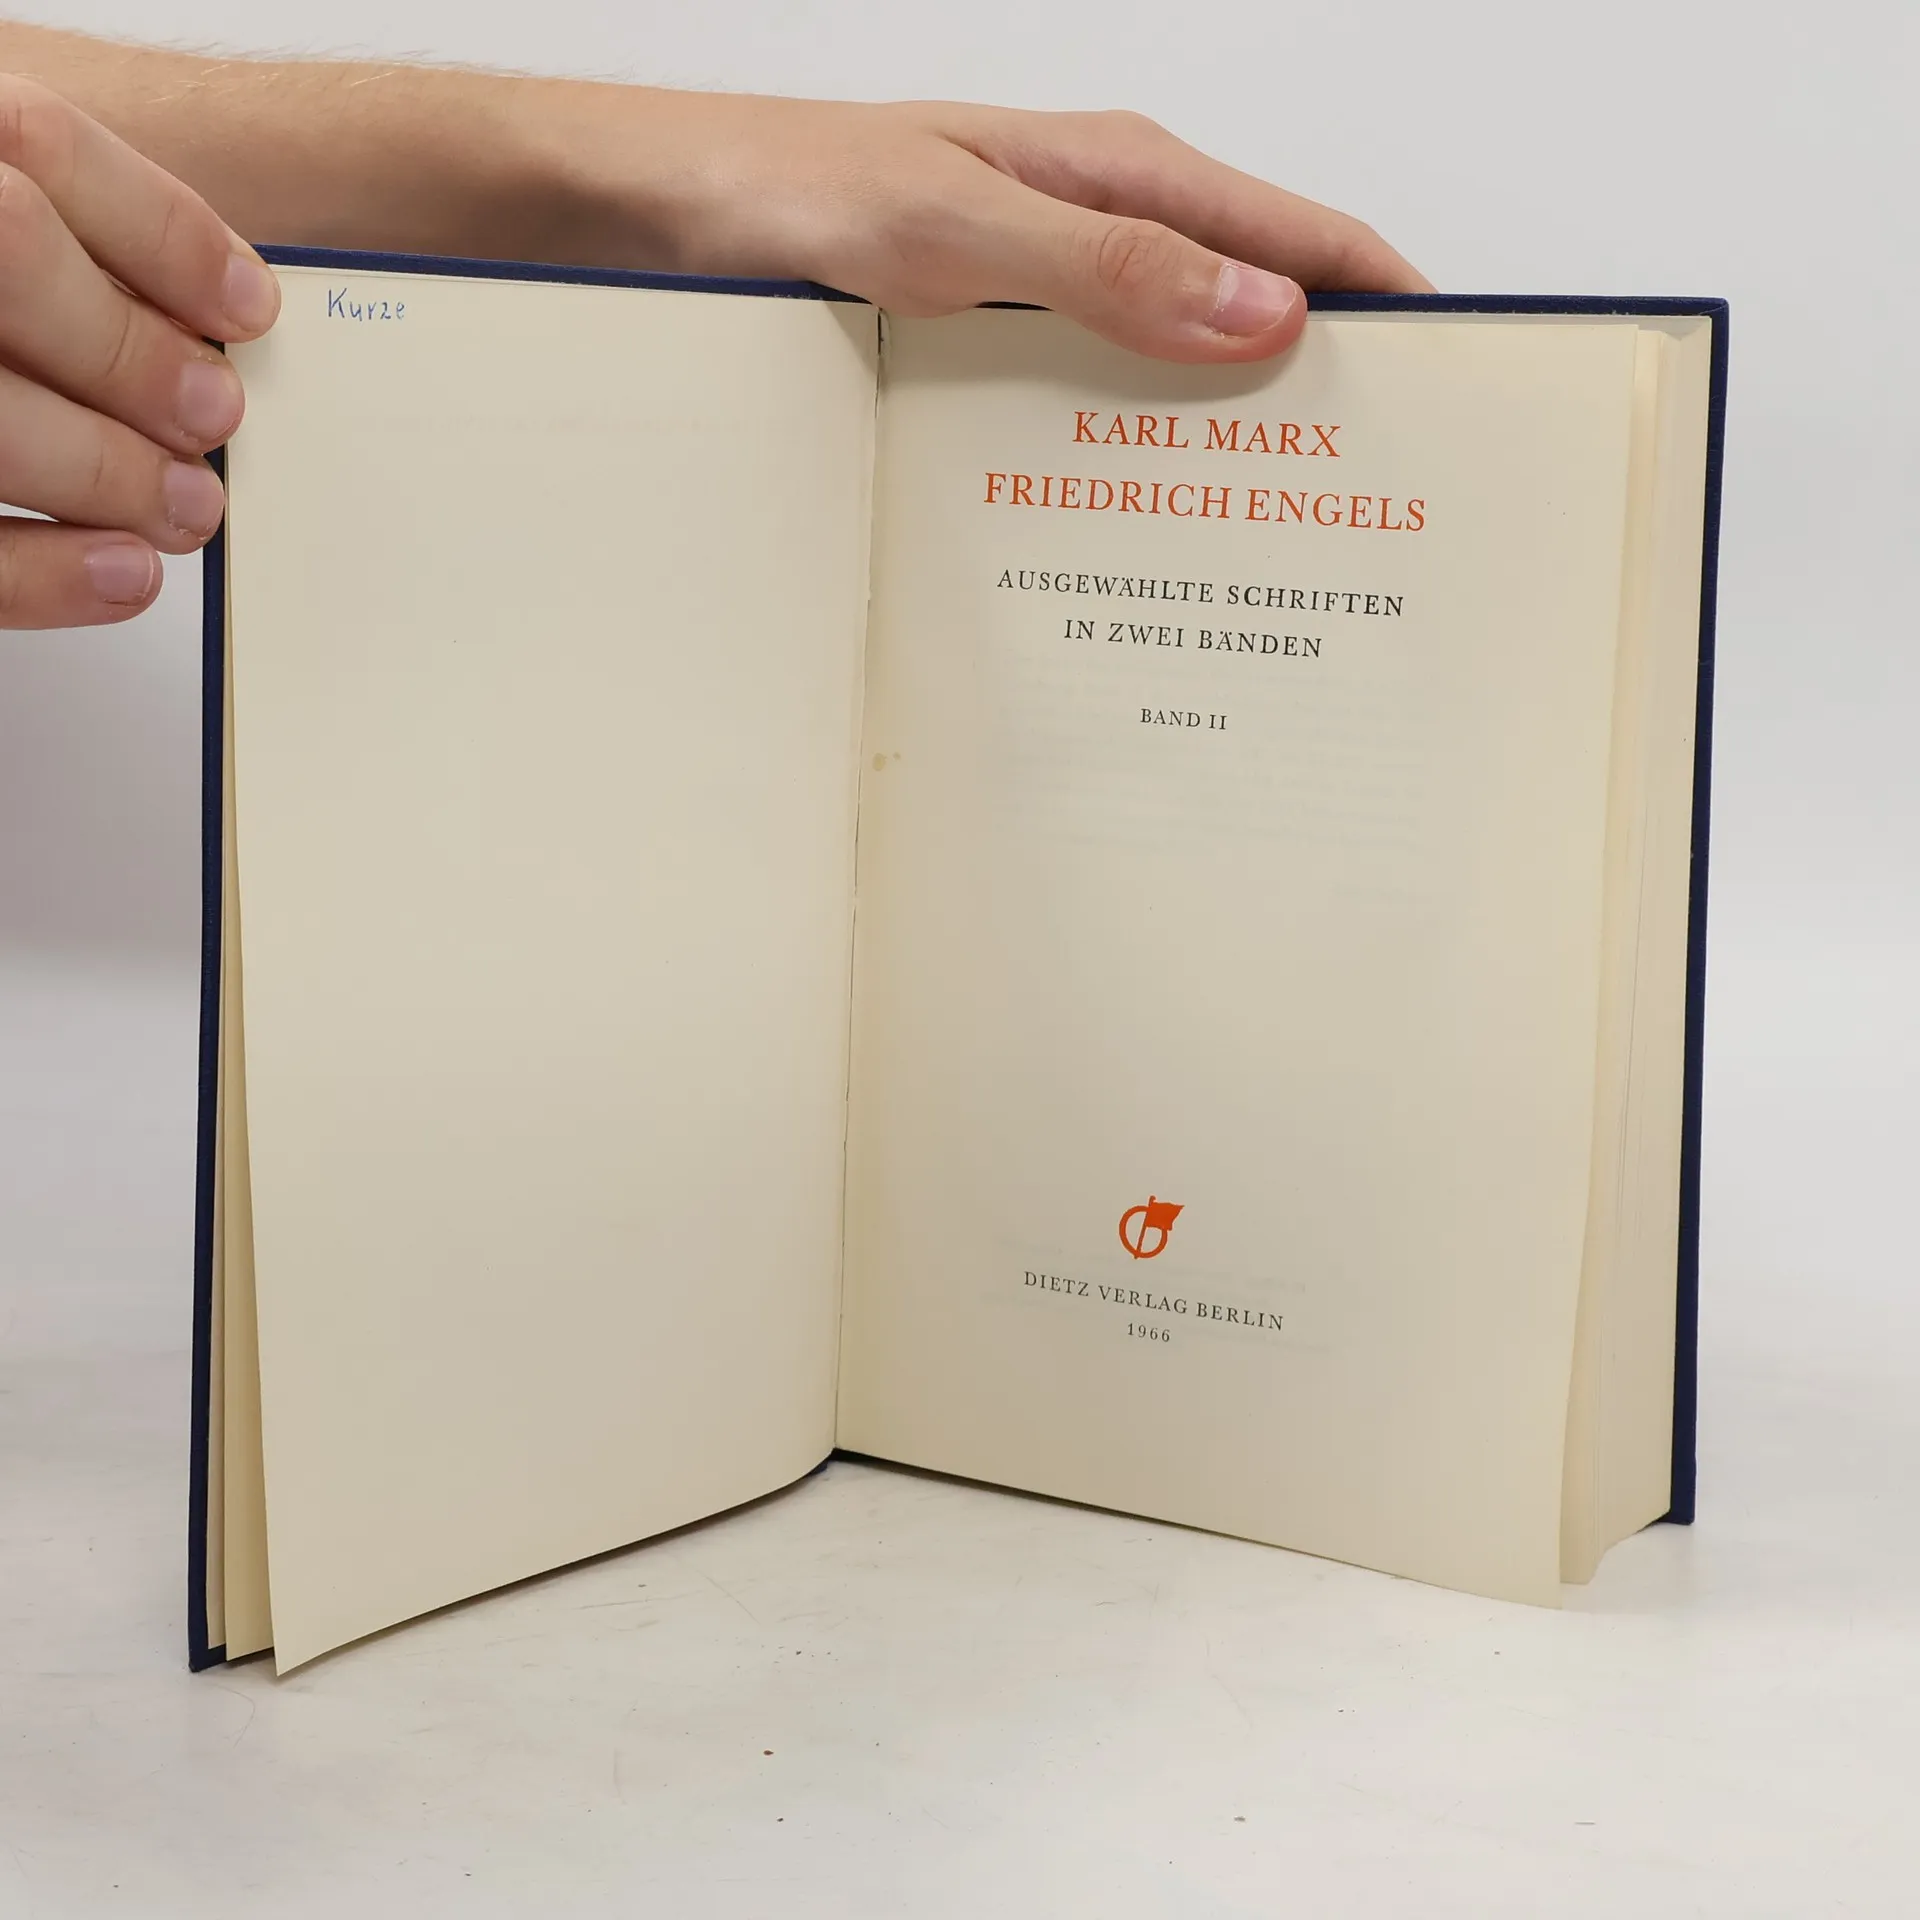 Kurze
KARL MARX
FRIEDRICH ENGELS
AUSGEWÄHLTE SCHRIFTEN
IN ZWEI BÄNDEN
BAND II
DIETZ VERLAG BERLIN
1966